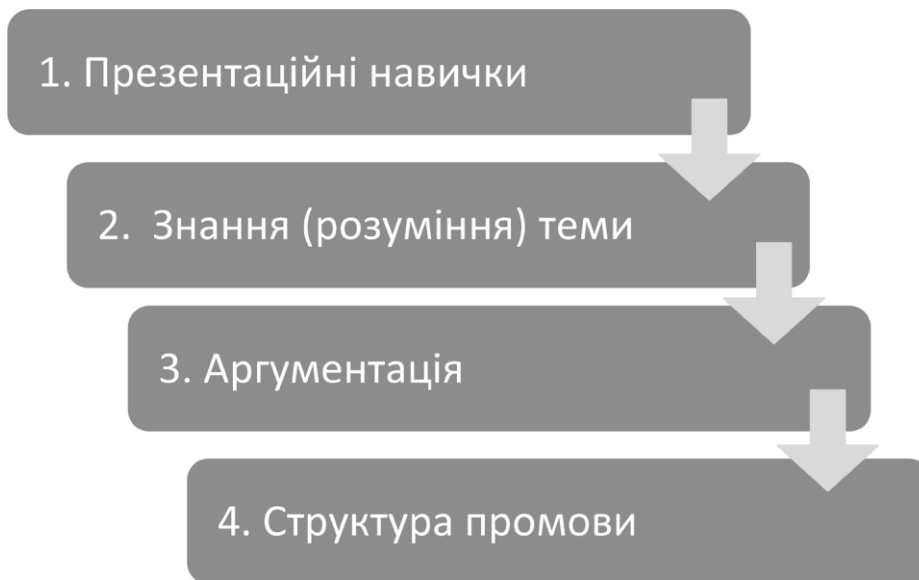 1. Презентаційні навички
2. Знання (розуміння) теми
3. Аргументація
4. Структура промови